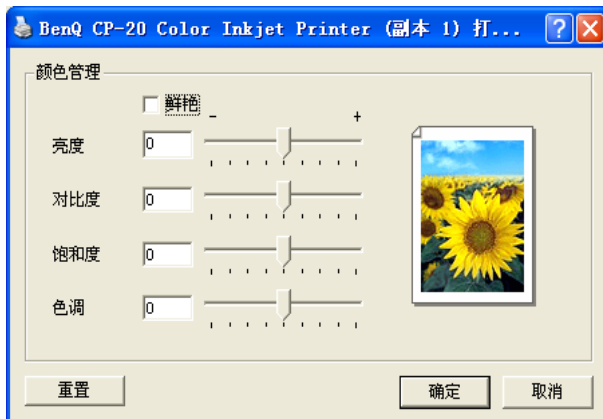 BenQ CP-20 Color Inkjet Printer (副本 1) 打...
颜色管理
鲜艳
- +
亮度 0
对比度 0
饱和度 0
色调 0
重置 确定 取消